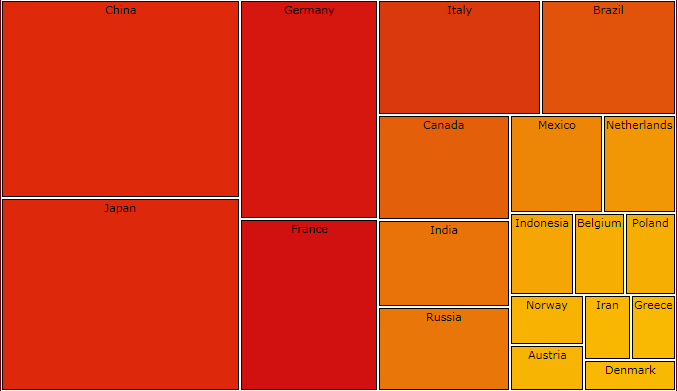 China
Germany
Italy
Brazil
Canada
Mexico
Netherlands
Japan
Indonesia
Belgium
Poland
France
India
Norway
Iran
Greece
Russia
Austria
Denmark